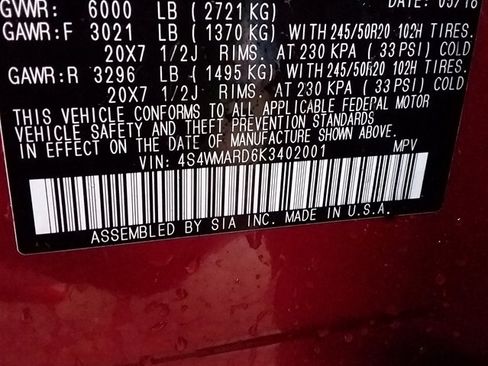 GVWR: 6000 LB ( 2721 KG) DATE: 05/18
GAWR:F 3021 LB ( 1370 KG) WITH 245/50R20 102H TIRES.
20X7 1/2J RIMS. AT 230 KPA ( 33 PSI) COLD
GAWR:R 3296 LB ( 1495 KG) WITH 245/50R20 102H TIRES.
20X7 1/2J RIMS. AT 230 KPA ( 33 PSI) COLD
THIS VEHICLE CONFORMS TO ALL APPLICABLE FEDERAL MOTOR
VEHICLE SAFETY AND THEFT PREVENTION STANDARDS
IN EFFECT ON THE DATE OF MANUFACTURE SHOWN ABOVE.
VIN: 4S4WMARD6K3402001 MPV
ASSEMBLED BY SIA INC. MADE IN U.S.A.